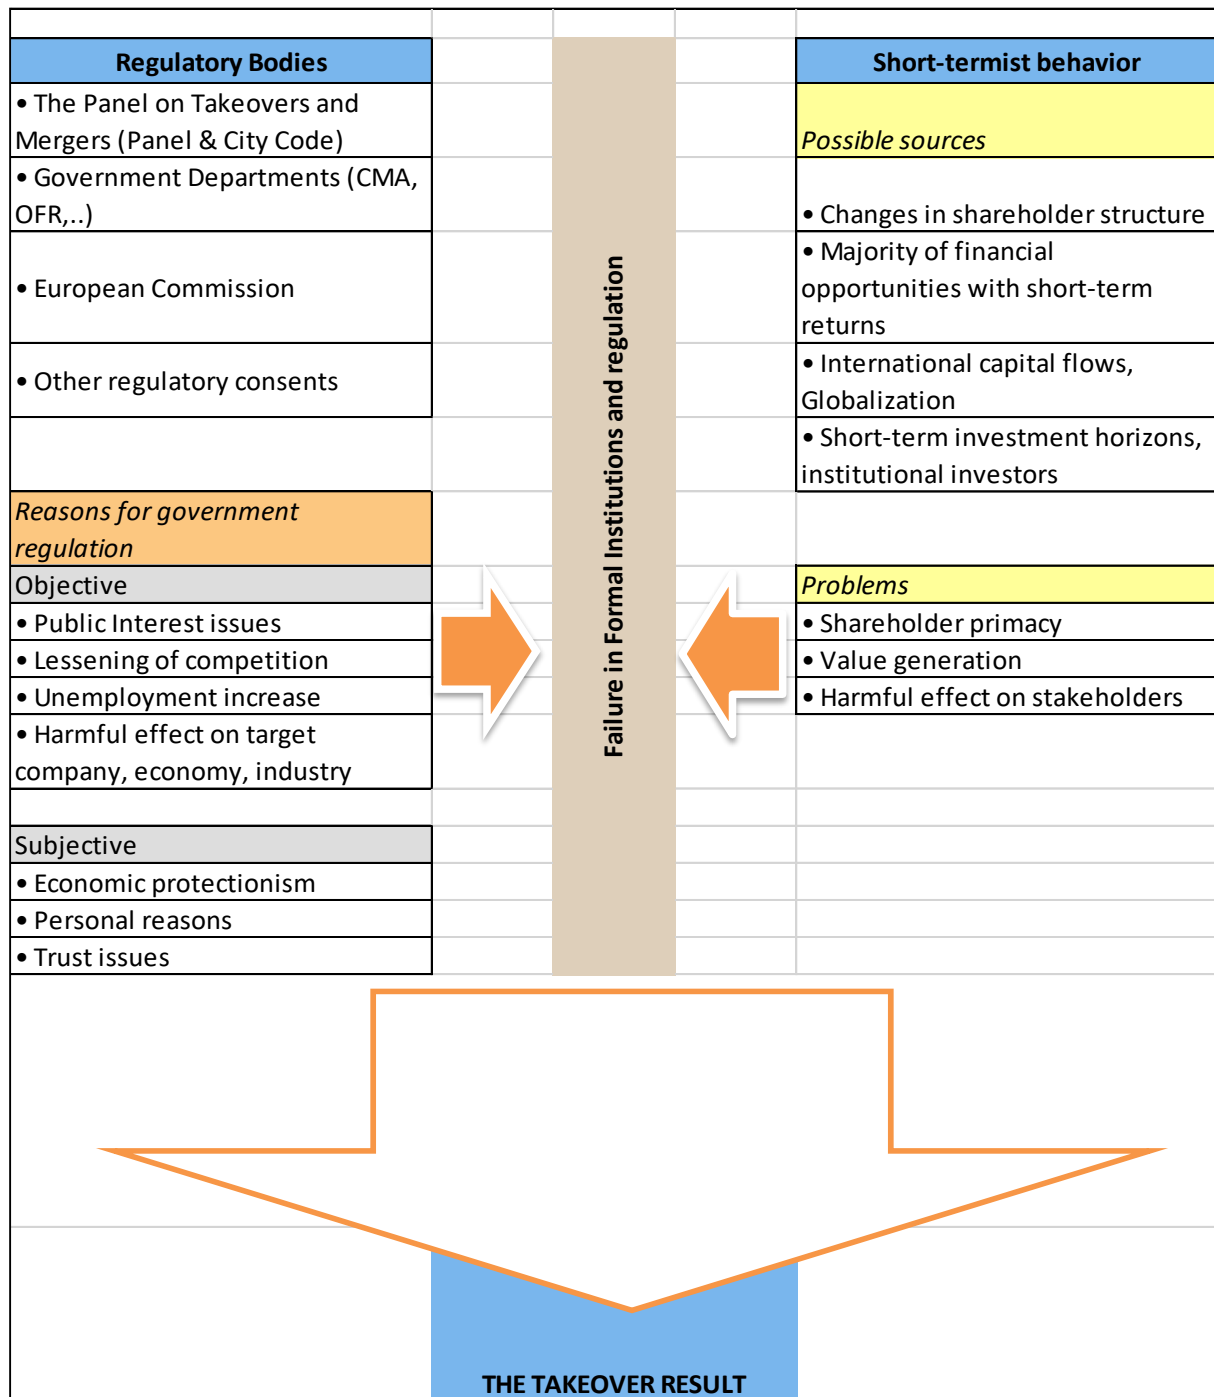 Regulatory Bodies
• The Panel on Takeovers and
Mergers (Panel & City Code)
• Government Departments (CMA,
OFR,..)
• European Commission
• Other regulatory consents
Reasons for government
regulation
Objective
• Public Interest issues
• Lessening of competition
• Unemployment increase
• Harmful effect on target
company, economy, industry
Subjective
• Economic protectionism
• Personal reasons
• Trust issues
Failure in Formal Institutions and regulation
Short-termist behavior
Possible sources
• Changes in shareholder structure
• Majority of financial
opportunities with short-term
returns
• International capital flows,
Globalization
• Short-term investment horizons,
institutional investors
Problems
• Shareholder primacy
• Value generation
• Harmful effect on stakeholders
THE TAKEOVER RESULT